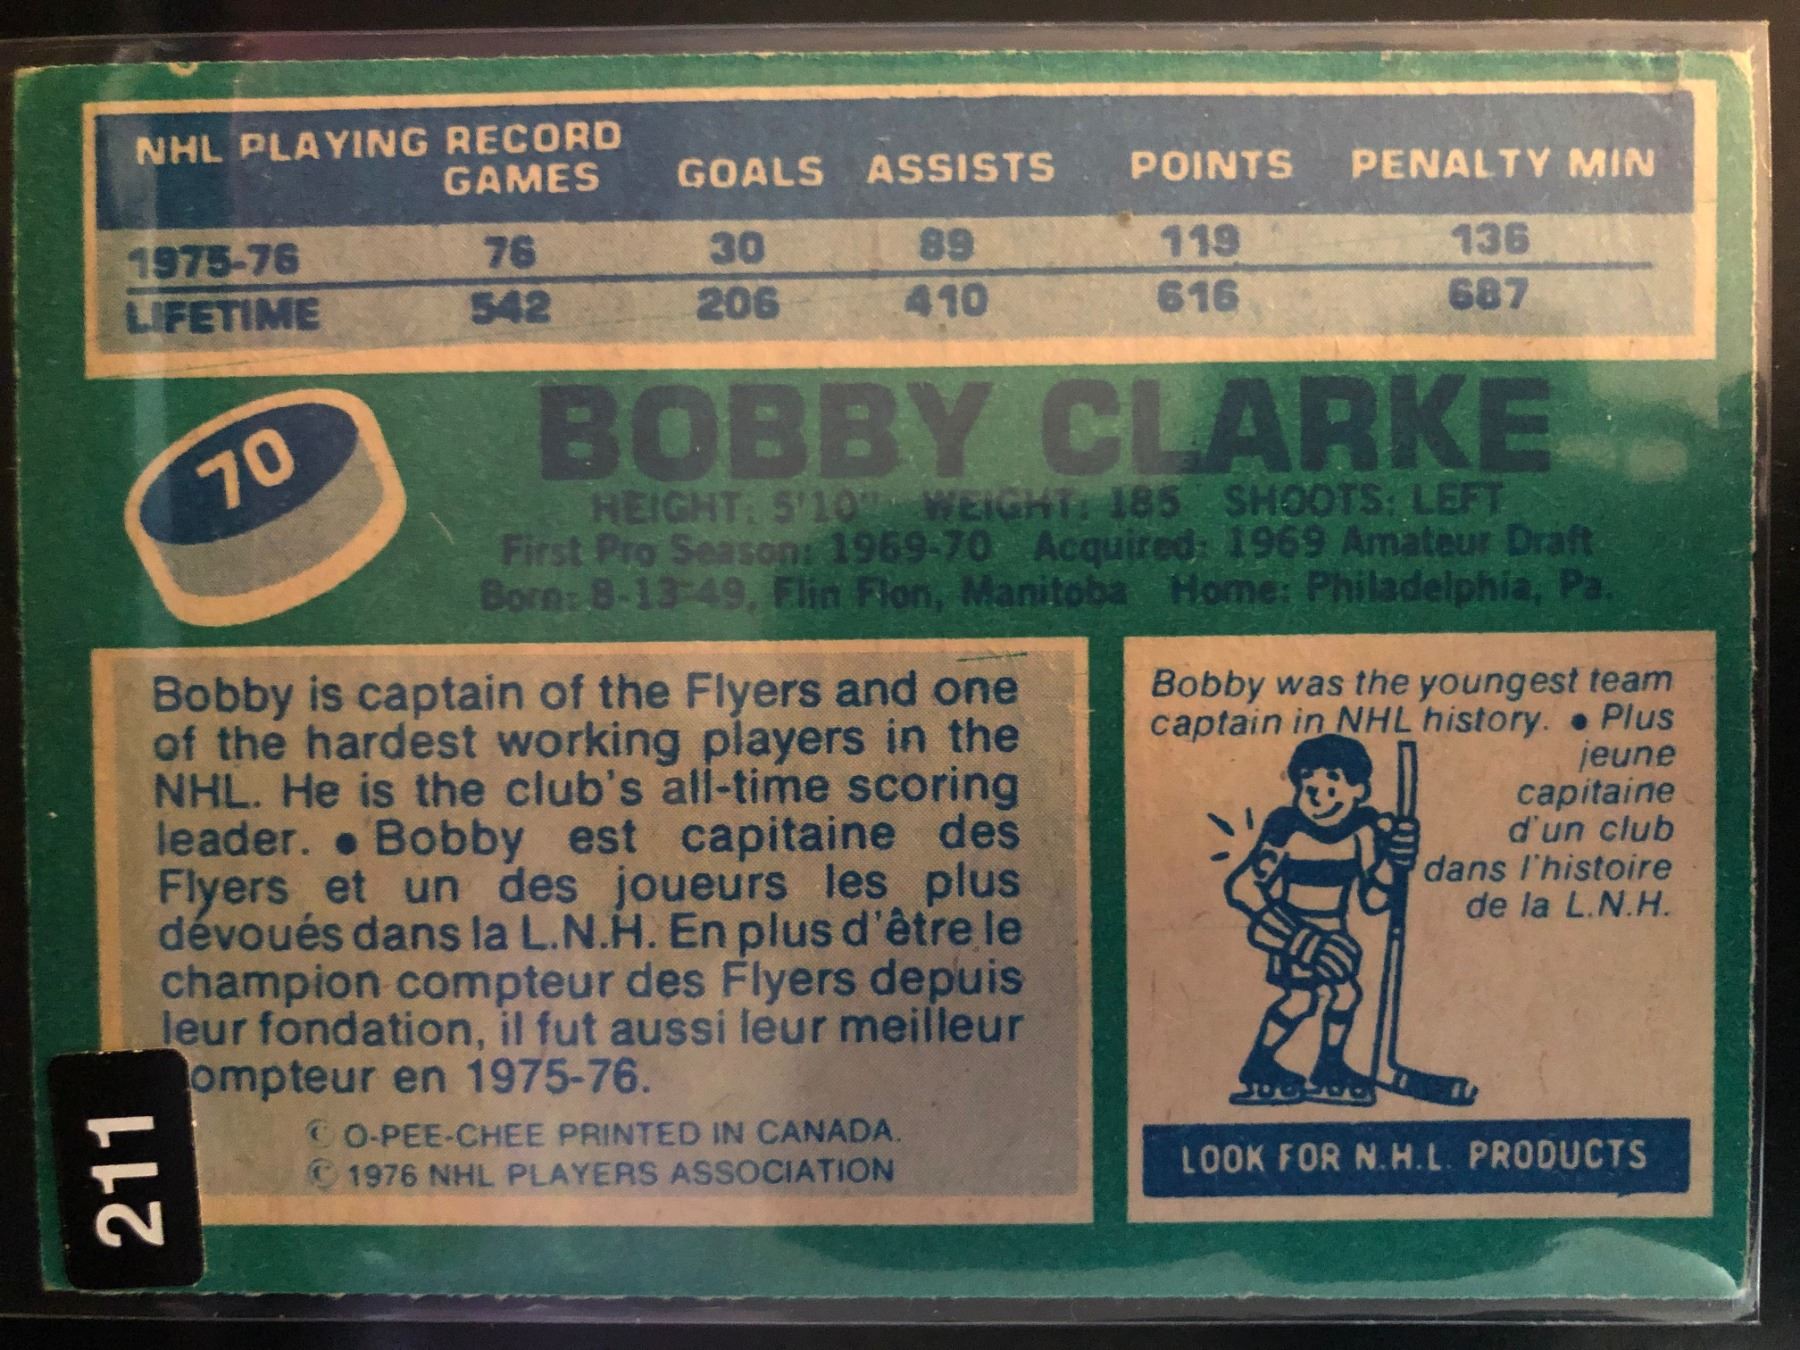 NHL PLAYING RECORD
GAMES GOALS ASSISTS POINTS PENALTY MIN
1975-76 76 30 89 119 136
LIFETIME 542 206 410 616 687
70
BOBBY CLARKE
HEIGHT: 5'10" WEIGHT: 185 SHOOTS: LEFT
First Pro Season: 1969-70 Acquired: 1969 Amateur Draft
Born: 8-13-49, Flin Flon, Manitoba Home: Philadelphia, Pa.
Bobby is captain of the Flyers and one
of the hardest working players in the
NHL. He is the club's all-time scoring
leader. • Bobby est capitaine des
Flyers et un des joueurs les plus
dévoués dans la L.N.H. En plus d'être le
champion compteur des Flyers depuis
leur fondation, il fut aussi leur meilleur
ompteur en 1975-76.
© O-PEE-CHEE PRINTED IN CANADA.
© 1976 NHL PLAYERS ASSOCIATION
211
Bobby was the youngest team
captain in NHL history. • Plus
jeune
capitaine
d'un club
dans l'histoire
de la L.N.H.
C
LOOK FOR N.H.L. PRODUCTS